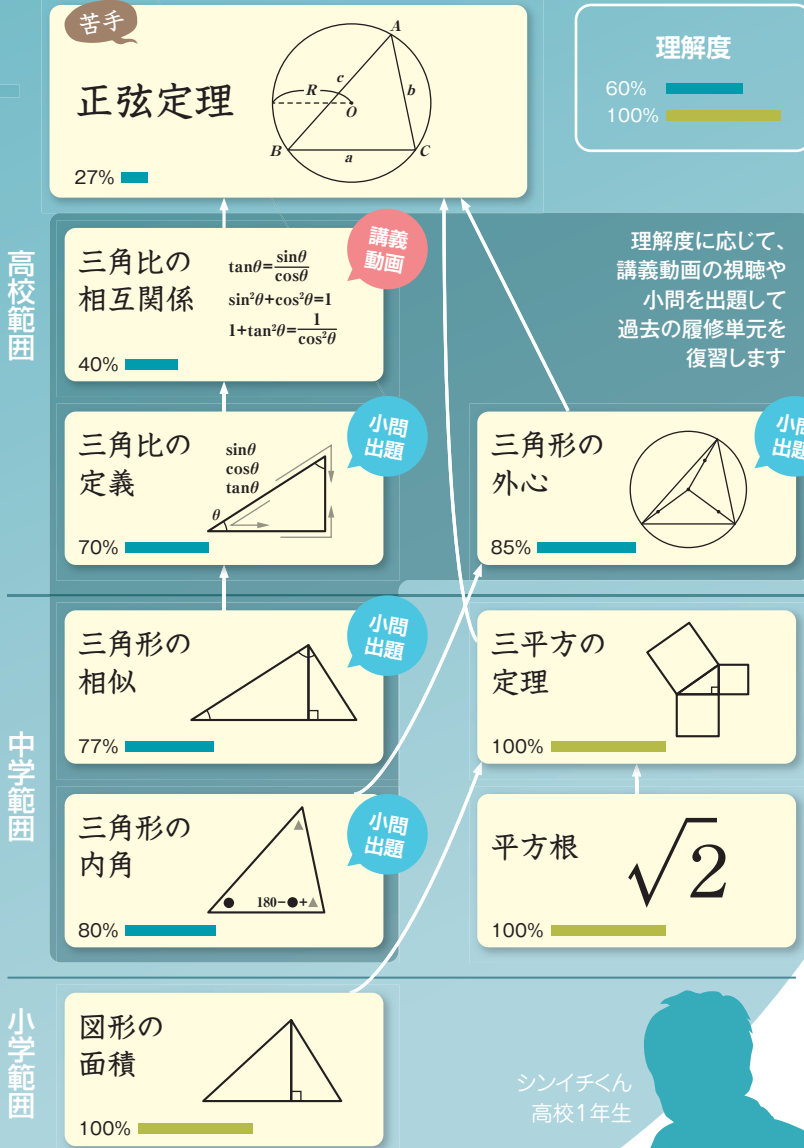 苦手
正弦定理
A
c
R
b
O
B
a
C
27%
理解度
60%
100%
高校範囲
三角比の
相互関係
tanθ=sinθ/cosθ
sin²θ+cos²θ=1
1+tan²θ=1/cos²θ
講義
動画
40%
理解度に応じて、
講義動画の視聴や
小問を出題して
過去の履修単元を
復習します
三角比の
定義
sinθ
cosθ
tanθ
θ
小問
出題
70%
三角形の
外心
小問
出題
85%
中学範囲
三角形の
相似
小問
出題
77%
三平方の
定理
100%
三角形の
内角
●
180−●+▲
▲
小問
出題
80%
平方根
√2
100%
小学範囲
図形の
面積
100%
シンイチくん
高校1年生